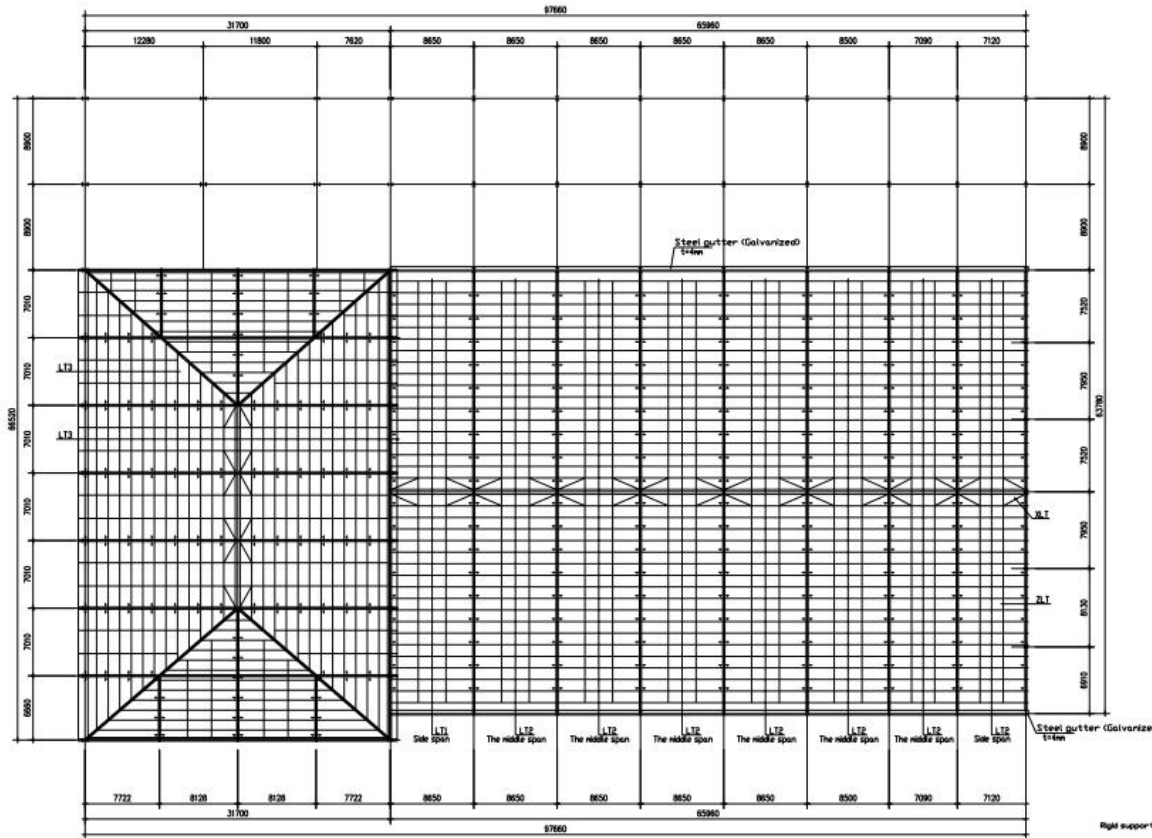 97660
31700 65960
12280 11800 7620 8650 8650 8650 8650 8650 8500 7090 7120
8900 8900
8900 8900
Steel gutter (Galvanized)
t=4mm
7010 7520
7010 7950
LT3
66520 63780
7010 7520
LT3
7010 7950
XLT
7010 8130
ZLT
7010 6910
6660
LT1 LT2 LT2 LT2 LT2 LT2 LT2 LT2
Side span The middle span The middle span The middle span The middle span The middle span The middle span Side span
Steel gutter (Galvanize
t=4mm
7722 8128 8128 7722 8650 8650 8650 8650 8650 8500 7090 7120
31700 65960
97660
Rigid support